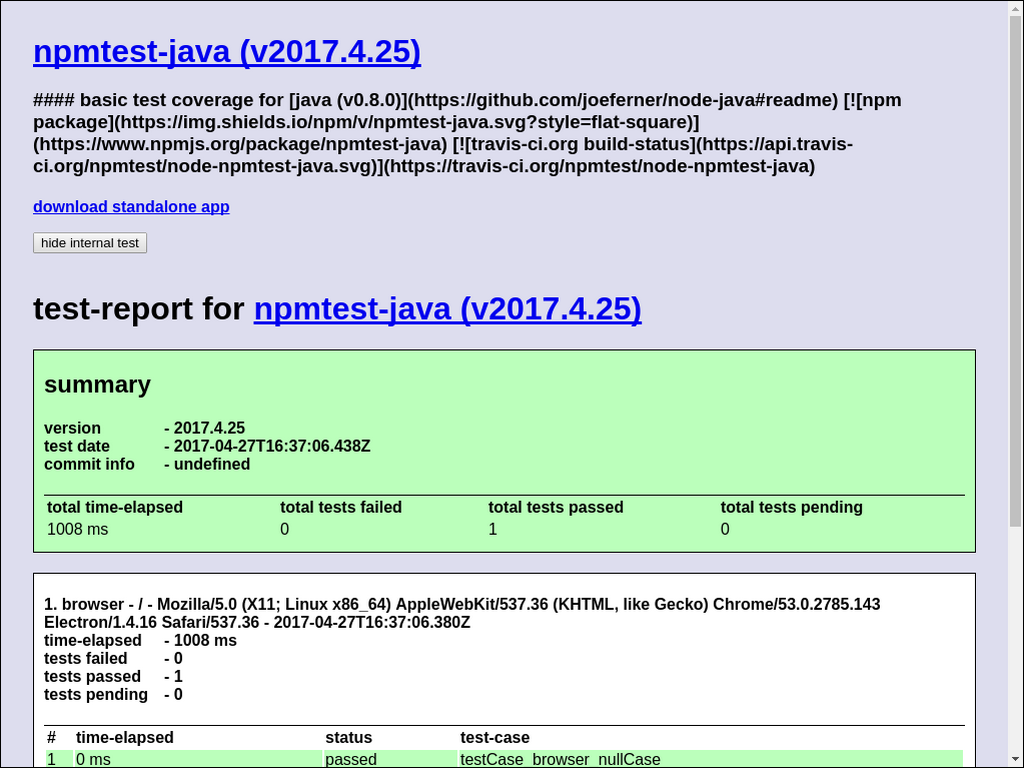 npmtest-java (v2017.4.25)
#### basic test coverage for [java (v0.8.0)](https://github.com/joeferner/node-java#readme) [![npm
package](https://img.shields.io/npm/v/npmtest-java.svg?style=flat-square)]
(https://www.npmjs.org/package/npmtest-java) [![travis-ci.org build-status](https://api.travis-
ci.org/npmtest/node-npmtest-java.svg)](https://travis-ci.org/npmtest/node-npmtest-java)
download standalone app
hide internal test
test-report for npmtest-java (v2017.4.25)
summary
version - 2017.4.25
test date - 2017-04-27T16:37:06.438Z
commit info - undefined
total time-elapsed total tests failed total tests passed total tests pending
1008 ms 0 1 0
1. browser - / - Mozilla/5.0 (X11; Linux x86_64) AppleWebKit/537.36 (KHTML, like Gecko) Chrome/53.0.2785.143
Electron/1.4.16 Safari/537.36 - 2017-04-27T16:37:06.380Z
time-elapsed - 1008 ms
tests failed - 0
tests passed - 1
tests pending - 0
# time-elapsed status test-case
1 0 ms passed testCase_browser_nullCase